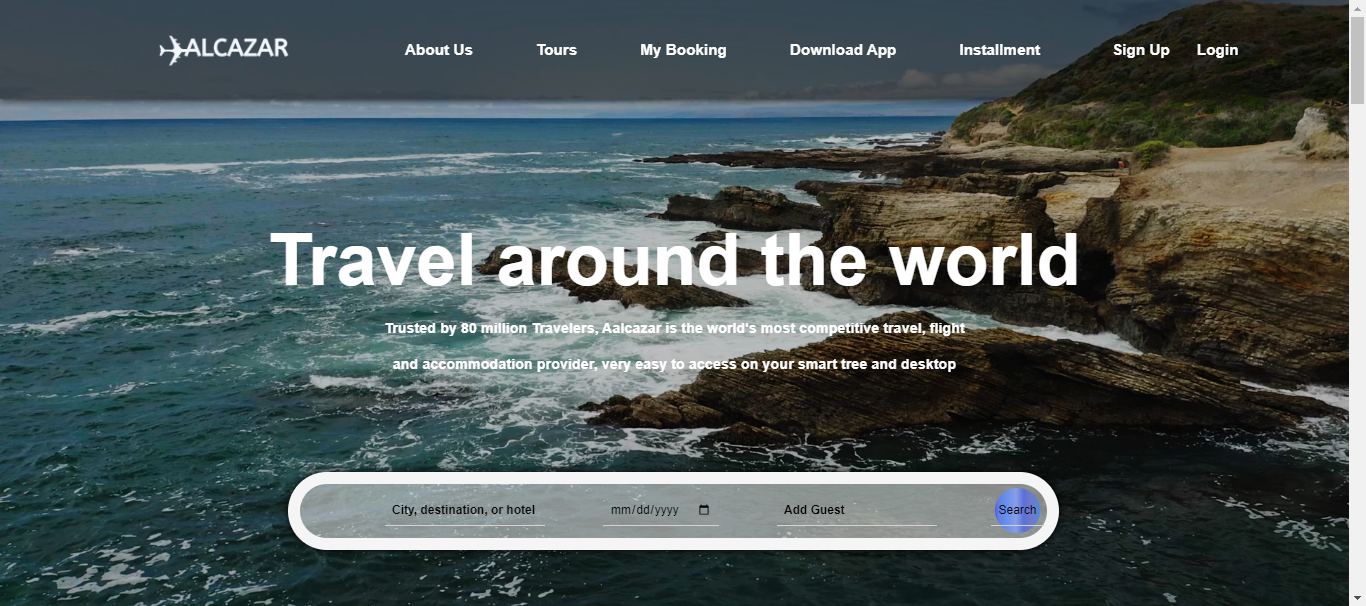 ALCAZAR
About Us Tours My Booking Download App Installment Sign Up Login
Travel around the world
Trusted by 80 million Travelers, Aalcazar is the world's most competitive travel, flight
and accommodation provider, very easy to access on your smart tree and desktop
City, destination, or hotel mm/dd/yyyy Add Guest Search